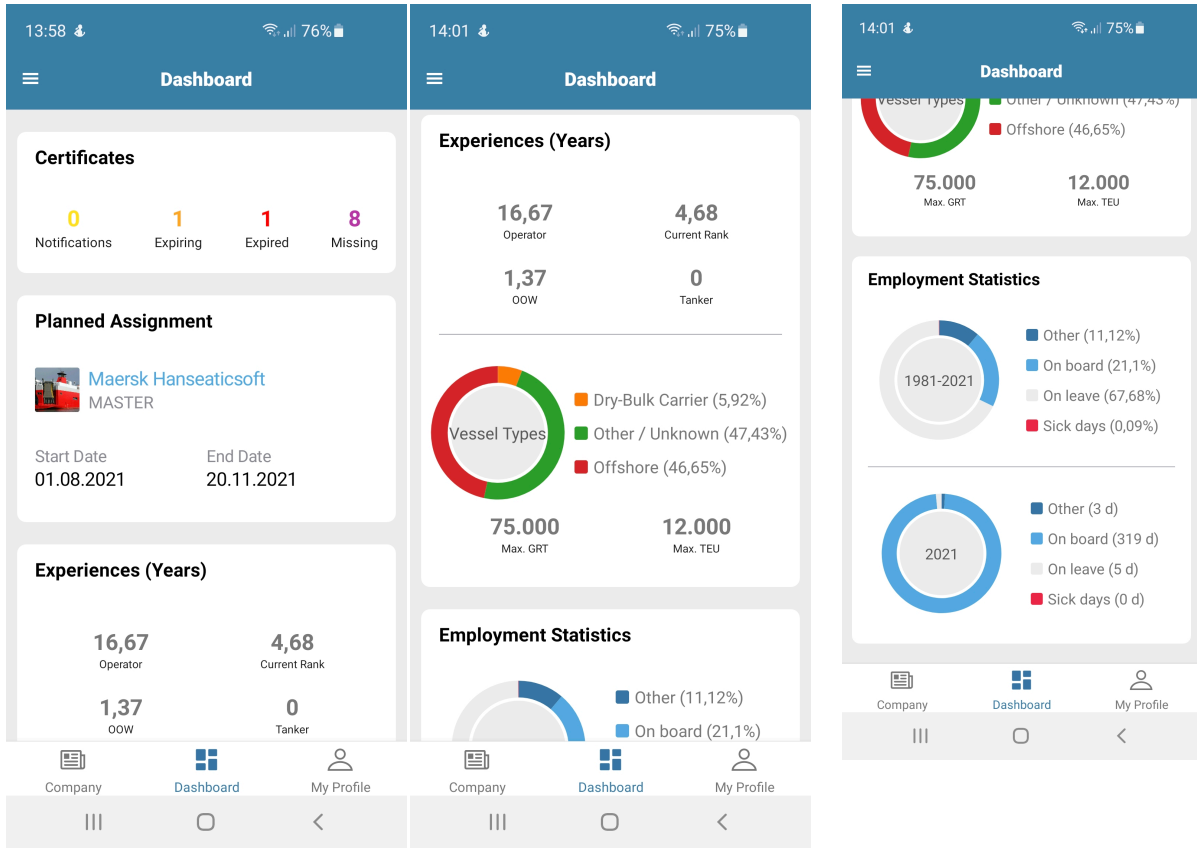 13:58 76%
Dashboard
Certificates
0 1 1 8
Notifications Expiring Expired Missing
Planned Assignment
Maersk Hanseaticsoft
MASTER
Start Date End Date
01.08.2021 20.11.2021
Experiences (Years)
16,67 4,68
Operator Current Rank
1,37 0
OOW Tanker
Company Dashboard My Profile
14:01 75%
Dashboard
Experiences (Years)
16,67 4,68
Operator Current Rank
1,37 0
OOW Tanker
Vessel Types
Dry-Bulk Carrier (5,92%)
Other / Unknown (47,43%)
Offshore (46,65%)
75.000 12.000
Max. GRT Max. TEU
Employment Statistics
Other (11,12%)
On board (21,1%)
Company Dashboard My Profile
14:01 75%
Dashboard
Vessel Types Other / Unknown (47,43%)
Offshore (46,65%)
75.000 12.000
Max. GRT Max. TEU
Employment Statistics
1981-2021
Other (11,12%)
On board (21,1%)
On leave (67,68%)
Sick days (0,09%)
2021
Other (3 d)
On board (319 d)
On leave (5 d)
Sick days (0 d)
Company Dashboard My Profile